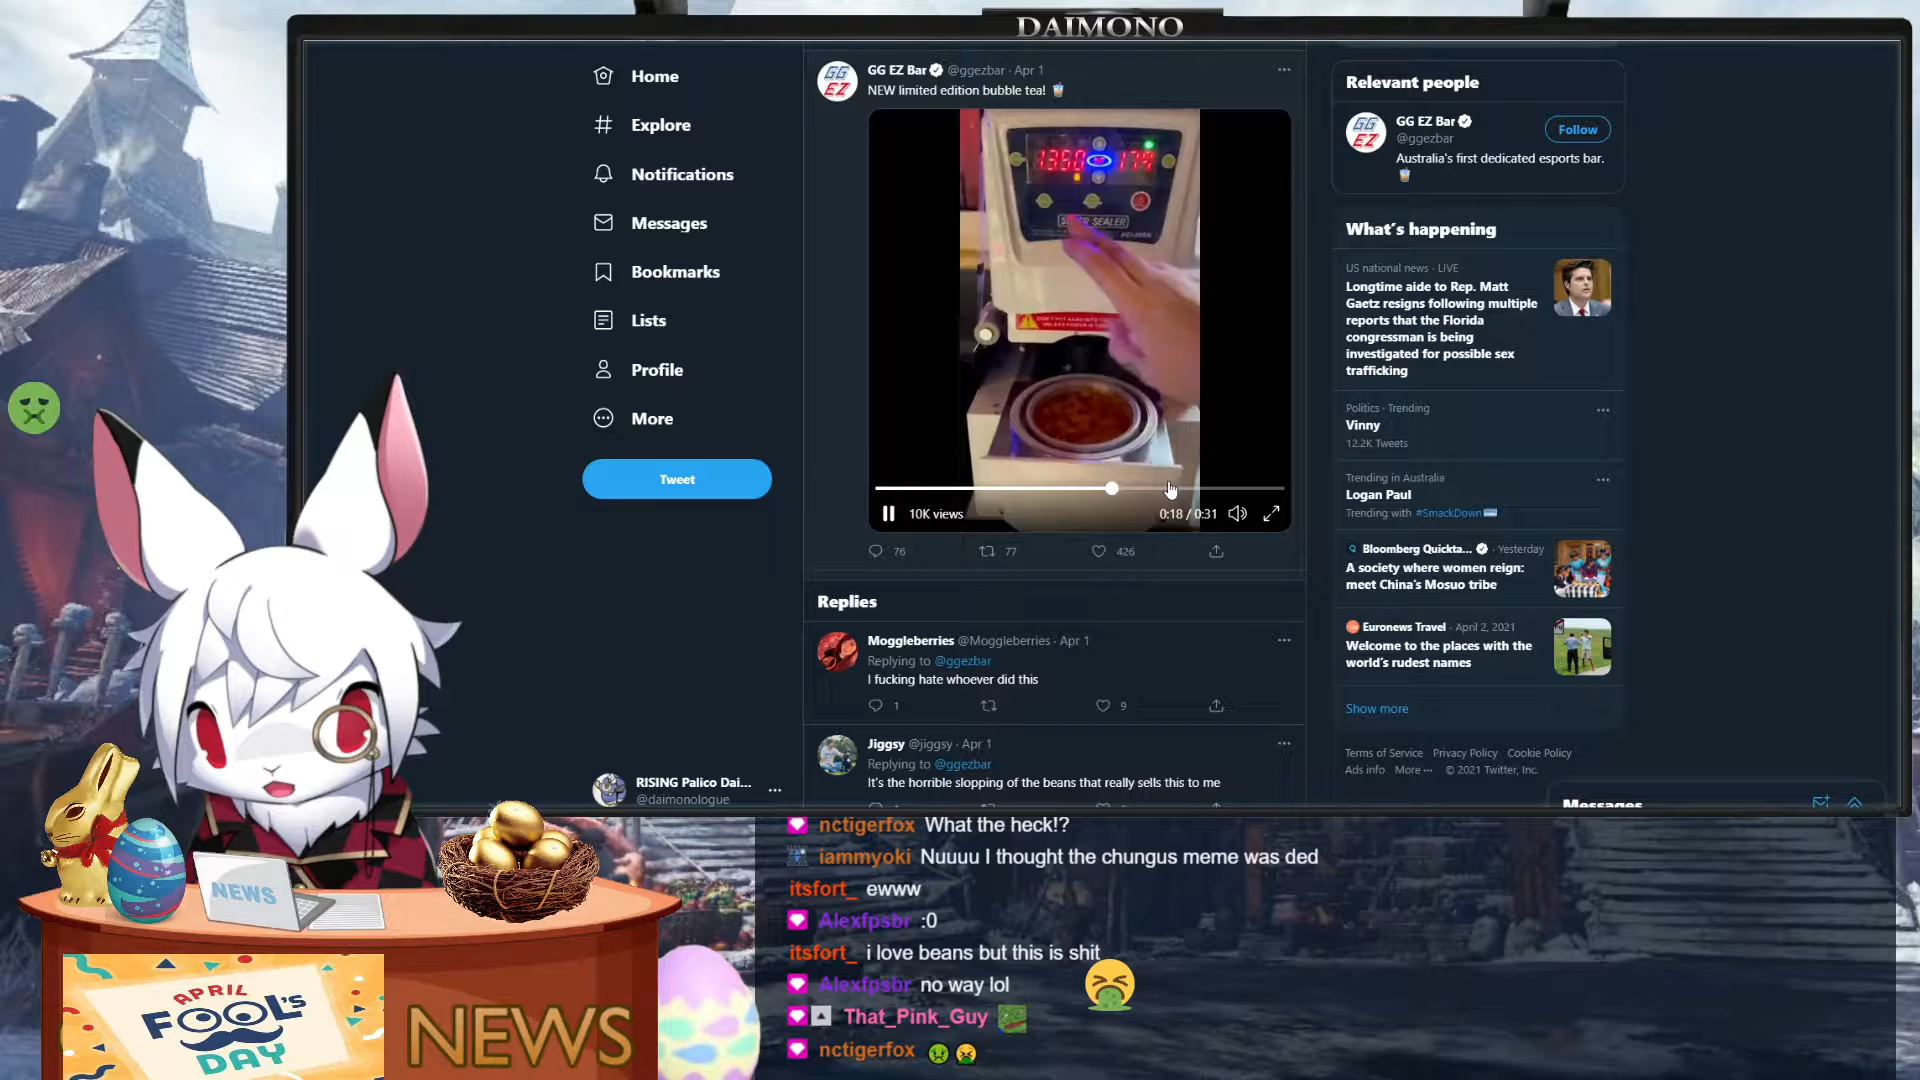 DAIMONO
Home
Explore
Notifications
Messages
Bookmarks
Lists
Profile
More
Tweet
RISING Palico Dai...
@daimonologue
GG EZ
GG EZ Bar @ggezbar · Apr 1
NEW limited edition bubble tea!
1350 174
SEALER
10K views
0:18 / 0:31
76
77
426
Replies
Moggleberries @Moggleberries · Apr 1
Replying to @ggezbar
I fucking hate whoever did this
1
9
Jiggsy @jiggsy · Apr 1
Replying to @ggezbar
It's the horrible slopping of the beans that really sells this to me
Relevant people
GG EZ
GG EZ Bar
@ggezbar
Follow
Australia's first dedicated esports bar.
What's happening
US national news · LIVE
Longtime aide to Rep. Matt
Gaetz resigns following multiple
reports that the Florida
congressman is being
investigated for possible sex
trafficking
Politics · Trending
Vinny
12.2K Tweets
Trending in Australia
Logan Paul
Trending with #SmackDown
Bloomberg Quickta... · Yesterday
A society where women reign:
meet China's Mosuo tribe
Euronews Travel · April 2, 2021
Welcome to the places with the
world's rudest names
Show more
Terms of Service Privacy Policy Cookie Policy
Ads info More ··· © 2021 Twitter, Inc.
Messages
nctigerfox What the heck!?
iammyoki Nuuuu I thought the chungus meme was ded
itsfort_ ewww
Alexfpsbr :0
itsfort_ i love beans but this is shit
Alexfpsbr no way lol
That_Pink_Guy
nctigerfox
NEWS
APRIL
FOOL'S
DAY
NEWS